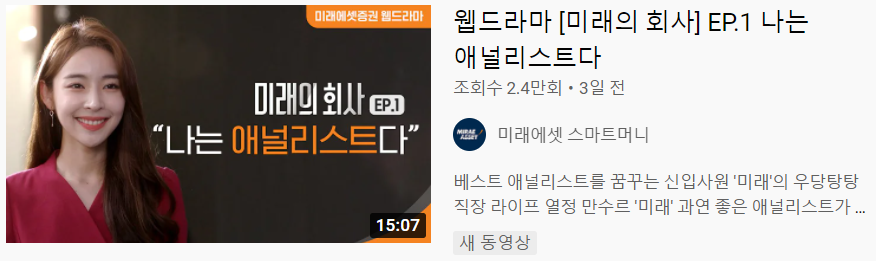 미래에셋증권 웹드라마
미래의 회사 EP.1
“나는 애널리스트다”
15:07
웹드라마 [미래의 회사] EP.1 나는
애널리스트다
조회수 2.4만회 • 3일 전
MIRAE ASSET
미래에셋 스마트머니
베스트 애널리스트를 꿈꾸는 신입사원 '미래'의 우당탕탕
직장 라이프 열정 만수르 '미래' 과연 좋은 애널리스트가 ...
새 동영상